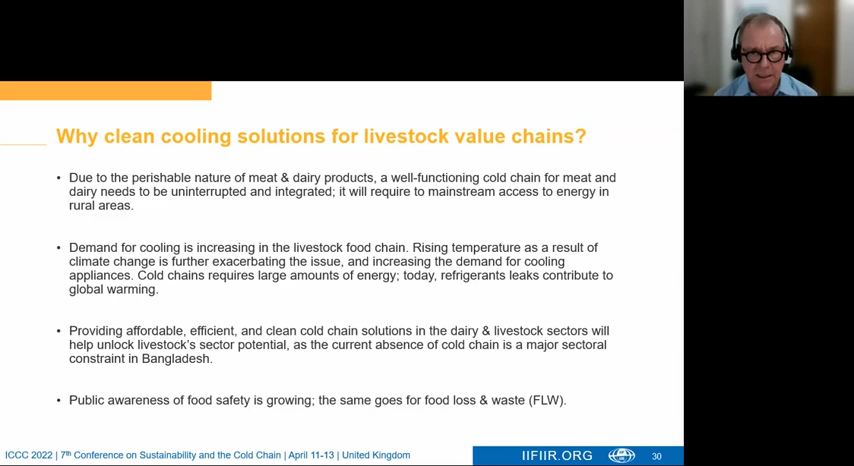 Why clean cooling solutions for livestock value chains?
• Due to the perishable nature of meat & dairy products, a well-functioning cold chain for meat and
dairy needs to be uninterrupted and integrated; it will require to mainstream access to energy in
rural areas.
• Demand for cooling is increasing in the livestock food chain. Rising temperature as a result of
climate change is further exacerbating the issue, and increasing the demand for cooling
appliances. Cold chains requires large amounts of energy; today, refrigerants leaks contribute to
global warming.
• Providing affordable, efficient, and clean cold chain solutions in the dairy & livestock sectors will
help unlock livestock's sector potential, as the current absence of cold chain is a major sectoral
constraint in Bangladesh.
• Public awareness of food safety is growing; the same goes for food loss & waste (FLW).
ICCC 2022 | 7th Conference on Sustainability and the Cold Chain | April 11-13 | United Kingdom
IIFIIR.ORG
30